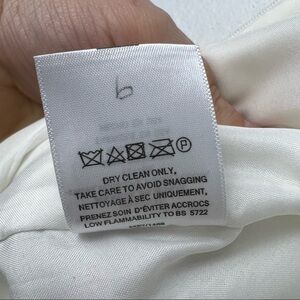 P
DRY CLEAN ONLY,
TAKE CARE TO AVOID SNAGGING
NETTOYAGE À SEC UNIQUEMENT,
PRENEZ SOIN D'ÉVITER ACCROCS
LOW FLAMMABILITY TO BS 5722